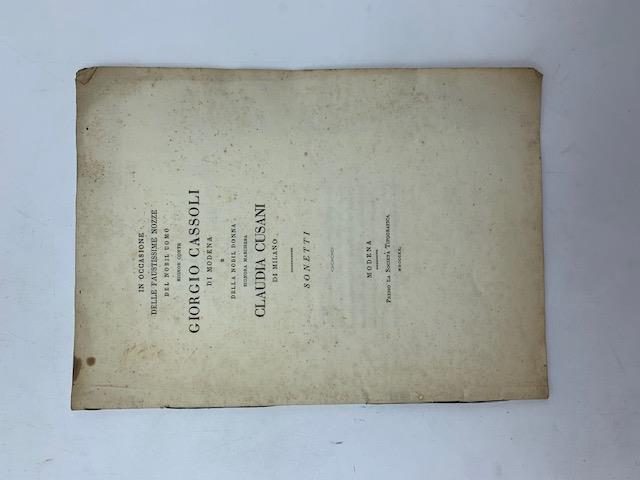 IN OCCASIONE
DELLE FAUSTISSIME NOZZE
DEL NOBIL UOMO
SIGNOR CONTE
GIORGIO CASSOLI
DI MODENA
E
DELLA NOBIL DONNA
SIGNORA MARCHESA
CLAUDIA CUSANI
DI MILANO
SONETTI
MODENA
PRESSO LA SOCIETÀ TIPOGRAFICA